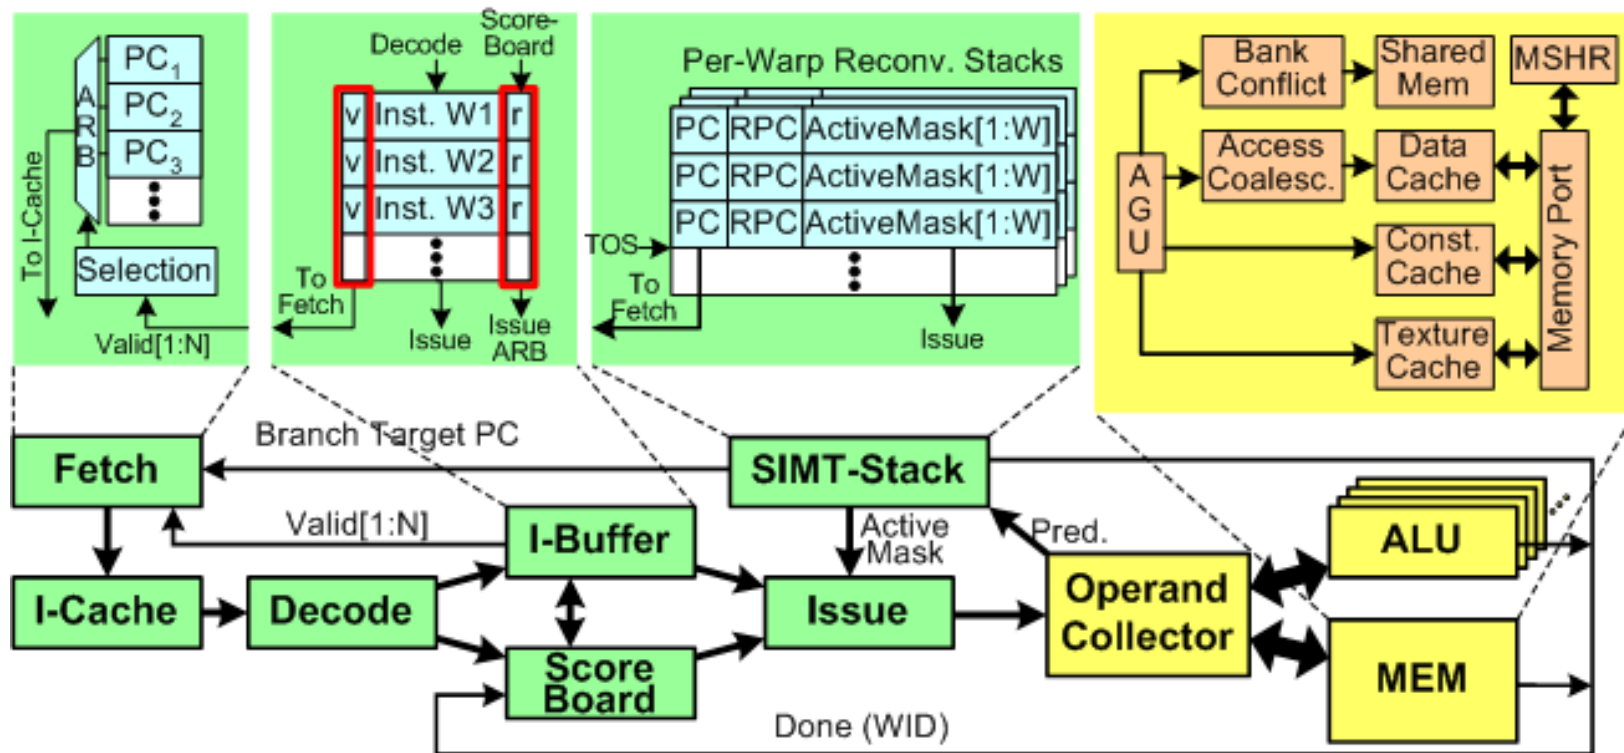 ARB
PC1
PC2
PC3
To I-Cache
Selection
Valid[1:N]
Decode
Score-
Board
v Inst. W1 r
v Inst. W2 r
v Inst. W3 r
To
Fetch
Issue
Issue
ARB
Per-Warp Reconv. Stacks
PC RPC ActiveMask[1:W]
PC RPC ActiveMask[1:W]
PC RPC ActiveMask[1:W]
TOS
To
Fetch
Issue
AGU
Bank
Conflict
Shared
Mem
MSHR
Access
Coalesc.
Data
Cache
Const.
Cache
Texture
Cache
Memory Port
Branch Target PC
Fetch
SIMT-Stack
Valid[1:N]
I-Buffer
Active
Mask
Pred.
ALU
I-Cache
Decode
Issue
Operand
Collector
Score
Board
MEM
Done (WID)